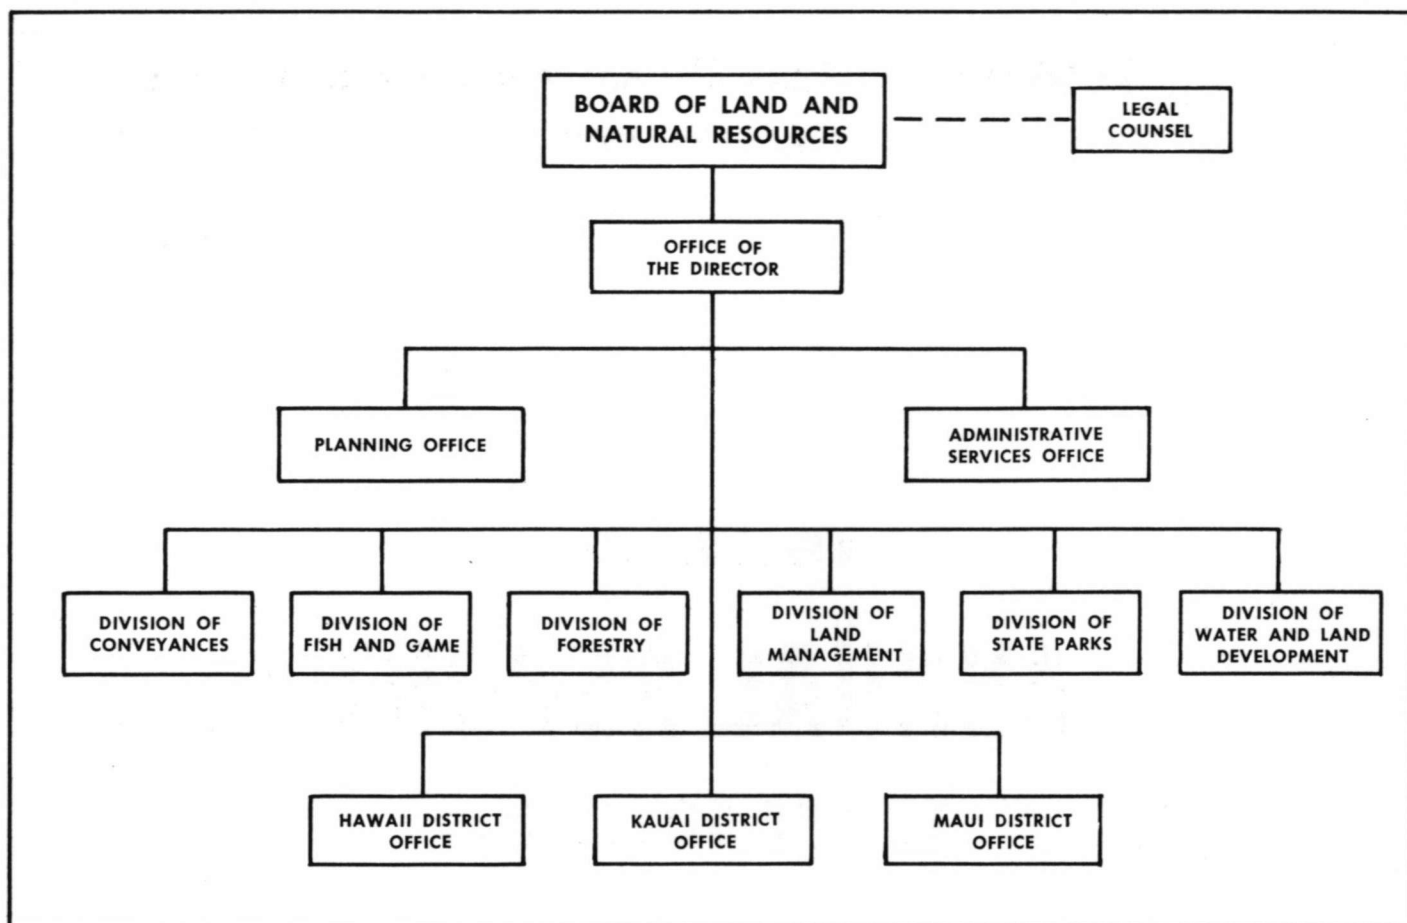 BOARD OF LAND AND
NATURAL RESOURCES
LEGAL
COUNSEL
OFFICE OF
THE DIRECTOR
PLANNING OFFICE
ADMINISTRATIVE
SERVICES OFFICE
DIVISION OF
CONVEYANCES
DIVISION OF
FISH AND GAME
DIVISION OF
FORESTRY
DIVISION OF
LAND
MANAGEMENT
DIVISION OF
STATE PARKS
DIVISION OF
WATER AND LAND
DEVELOPMENT
HAWAII DISTRICT
OFFICE
KAUAI DISTRICT
OFFICE
MAUI DISTRICT
OFFICE